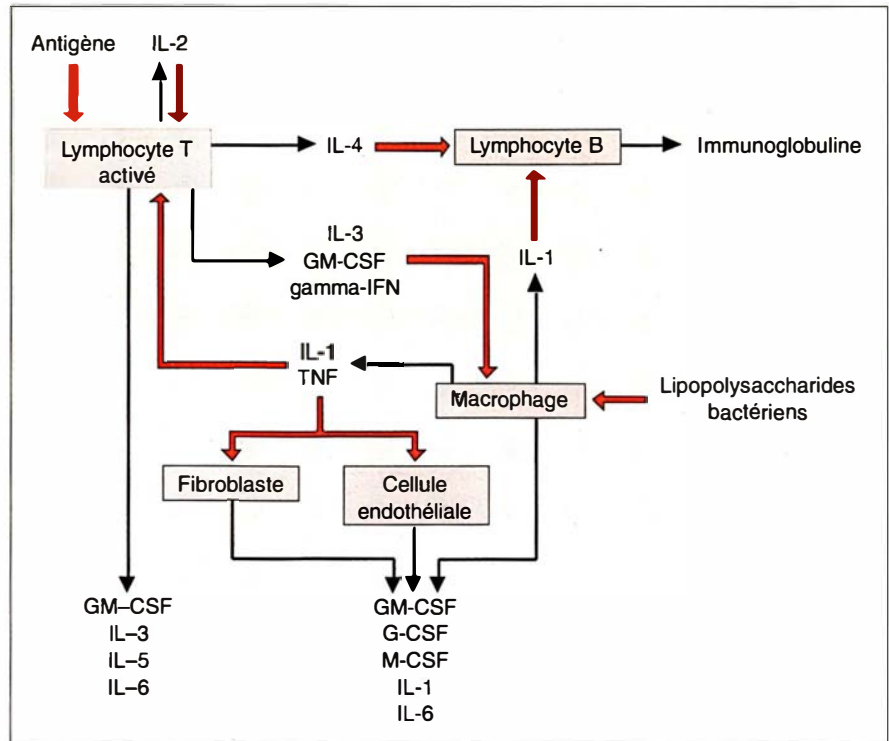 Antigène
IL-2
Lymphocyte T
activé
IL-4
Lymphocyte B
Immunoglobuline
IL-3
GM-CSF
gamma-IFN
IL-1
IL-1
TNF
Macrophage
Lipopolysaccharides
bactériens
Fibroblaste
Cellule
endothéliale
GM–CSF
IL–3
IL–5
IL–6
GM-CSF
G-CSF
M-CSF
IL-1
IL-6